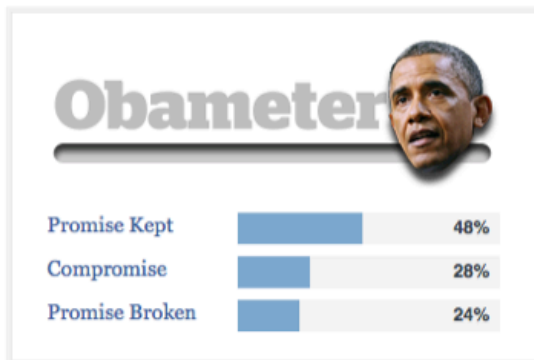 Obameter
Promise Kept 48%
Compromise 28%
Promise Broken 24%